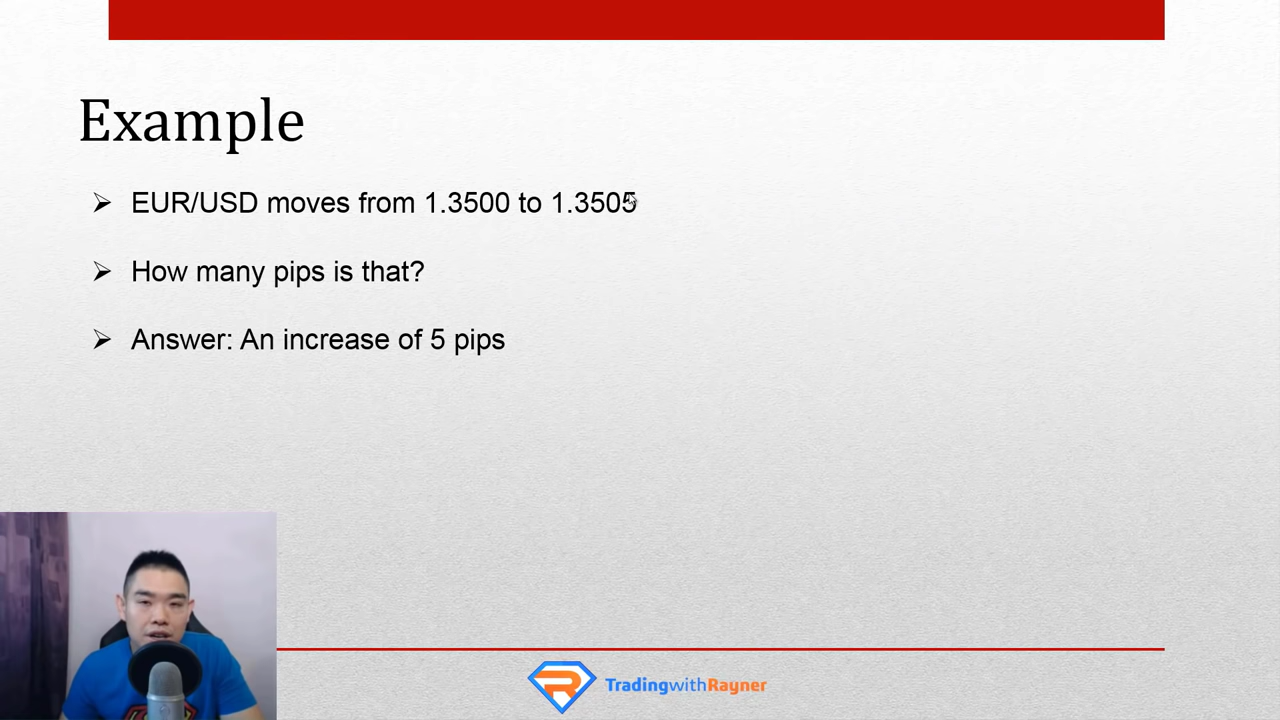 Example
EUR/USD moves from 1.3500 to 1.3505
How many pips is that?
Answer: An increase of 5 pips
TradingwithRayner